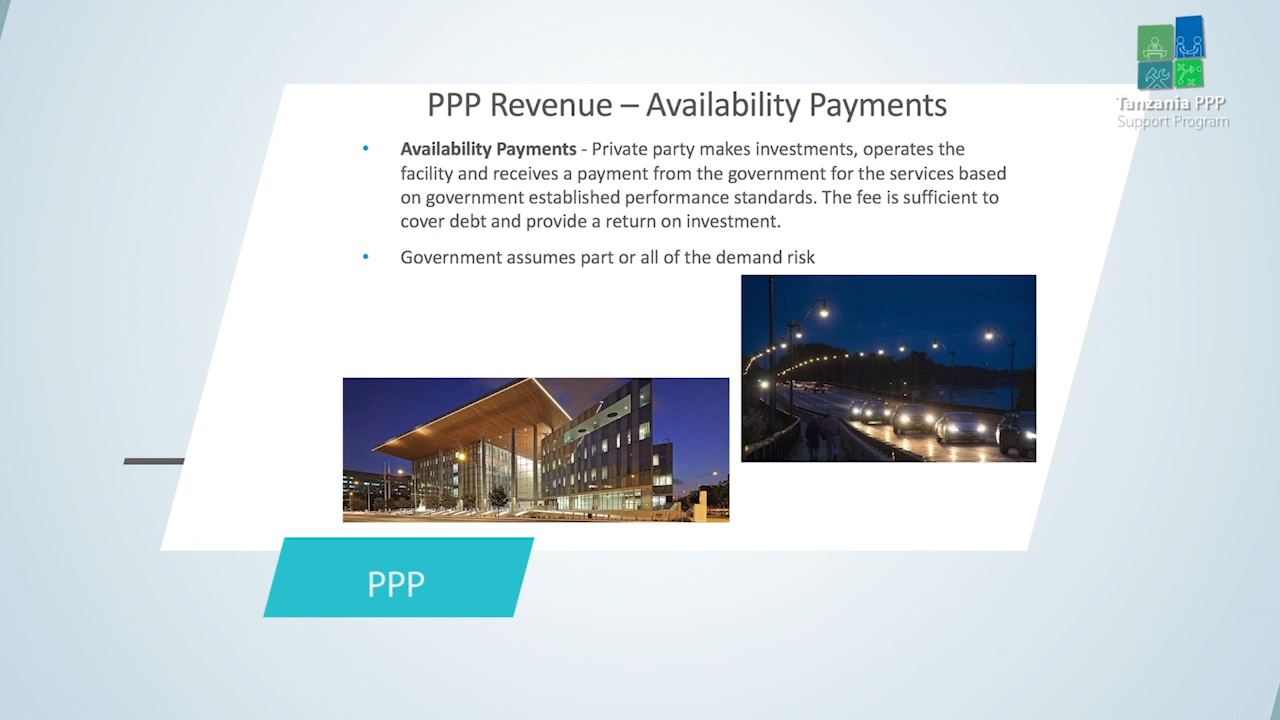 Tanzania PPP
Support Program
PPP Revenue – Availability Payments
• Availability Payments - Private party makes investments, operates the
facility and receives a payment from the government for the services based
on government established performance standards. The fee is sufficient to
cover debt and provide a return on investment.
• Government assumes part or all of the demand risk
PPP